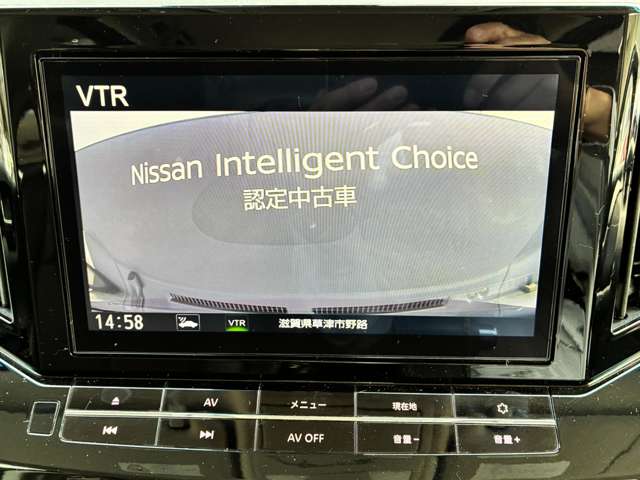 VTR
Nissan Intelligent Choice
認定中古車
14:58 VTR 滋賀県草津市野路
AV メニュー 現在地
AV OFF 音量- 音量+